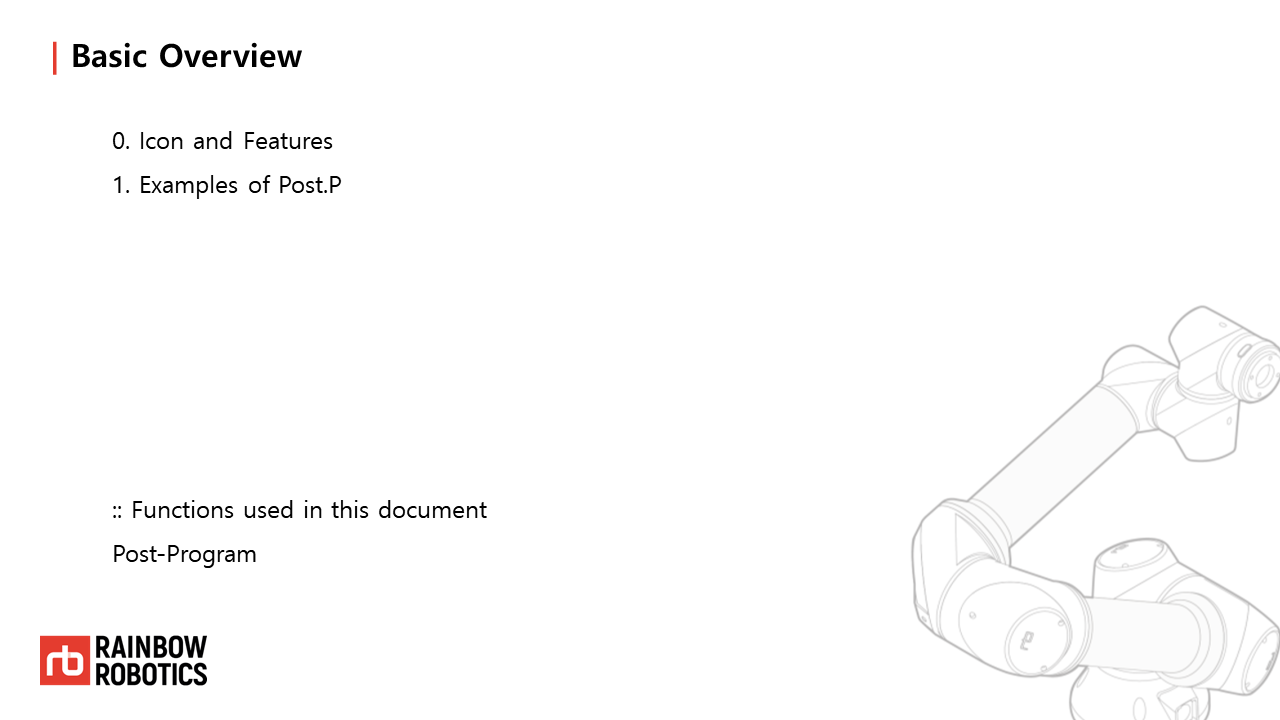 Basic Overview
0. Icon and Features
1. Examples of Post.P
:: Functions used in this document
Post-Program
rb RAINBOW
ROBOTICS
rb